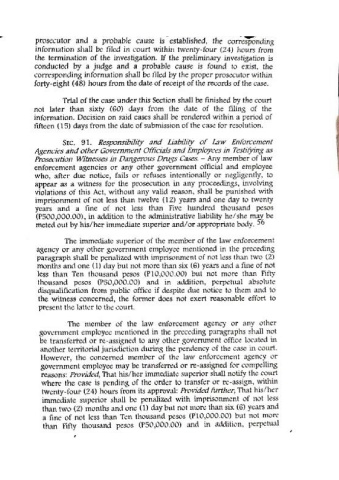 prosecutor and a probable cause is established, the corresponding
information shall be filed in court within twenty-four (24) hours from
the termination of the investigation. If the preliminary investigation is
conducted by a judge and a probable cause is found to exist, the
corresponding information shall be filed by the proper prosecutor within
forty-eight (48) hours from the date of receipt of the records of the case.
Trial of the case under this Section shall be finished by the court
not later than sixty (60) days from the date of the filing of the
information. Decision on said cases shall be rendered within a period of
fifteen (15) days from the date of submission of the case for resolution.
SEC. 91. Responsibility and Liability of Law Enforcement
Agencies and other Government Officials and Employees in Testifying as
Prosecution Witnesses in Dangerous Drugs Cases. – Any member of law
enforcement agencies or any other government official and employee
who, after due notice, fails or refuses intentionally or negligently, to
appear as a witness for the prosecution in any proceedings, involving
violations of this Act, without any valid reason, shall be punished with
imprisonment of not less than twelve (12) years and one day to twenty
years and a fine of not less than Five hundred thousand pesos
(P500,000.00), in addition to the administrative liability he/she may be
meted out by his/her immediate superior and/or appropriate body. 56
The immediate superior of the member of the law enforcement
agency or any other government employee mentioned in the preceding
paragraph shall be penalized with imprisonment of not less than two (2)
months and one (1) day but not more than six (6) years and a fine of not
less than Ten thousand pesos (P10,000.00) but not more than Fifty
thousand pesos (P50,000.00) and in addition, perpetual absolute
disqualification from public office if despite due notice to them and to
the witness concerned, the former does not exert reasonable effort to
present the latter to the court.
The member of the law enforcement agency or any other
government employee mentioned in the preceding paragraphs shall not
be transferred or re-assigned to any other government office located in
another territorial jurisdiction during the pendency of the case in court.
However, the concerned member of the law enforcement agency or
government employee may be transferred or re-assigned for compelling
reasons: Provided, That his/her immediate superior shall notify the court
where the case is pending of the order to transfer or re-assign, within
twenty-four (24) hours from its approval: Provided further, That his/her
immediate superior shall be penalized with imprisonment of not less
than two (2) months and one (1) day but not more than six (6) years and
a fine of not less than Ten thousand pesos (P10,000.00) but not more
than Fifty thousand pesos (P50,000.00) and in addition, perpetual